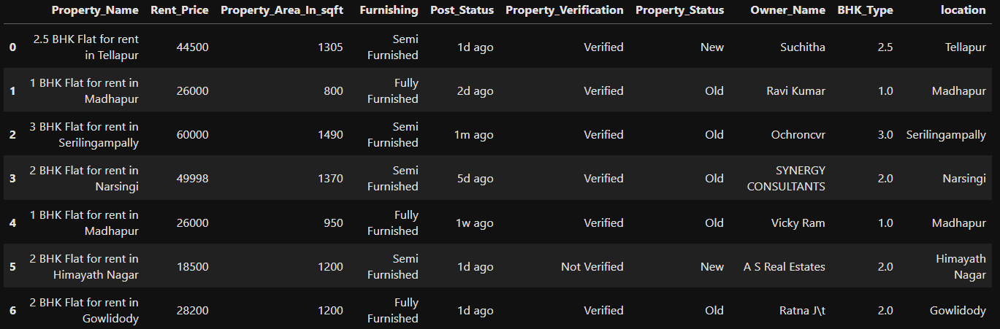 Property_Name Rent_Price Property_Area_In_sqft Furnishing Post_Status Property_Verification Property_Status Owner_Name BHK_Type location
0 2.5 BHK Flat for rent in Tellapur 44500 1305 Semi Furnished 1d ago Verified New Suchitha 2.5 Tellapur
1 1 BHK Flat for rent in Madhapur 26000 800 Fully Furnished 2d ago Verified Old Ravi Kumar 1.0 Madhapur
2 3 BHK Flat for rent in Serilingampally 60000 1490 Semi Furnished 1m ago Verified Old Ochroncvr 3.0 Serilingampally
3 2 BHK Flat for rent in Narsingi 49998 1370 Semi Furnished 5d ago Verified Old SYNERGY CONSULTANTS 2.0 Narsingi
4 1 BHK Flat for rent in Madhapur 26000 950 Fully Furnished 1w ago Verified Old Vicky Ram 1.0 Madhapur
5 2 BHK Flat for rent in Himayath Nagar 18500 1200 Semi Furnished 1d ago Not Verified New A S Real Estates 2.0 Himayath Nagar
6 2 BHK Flat for rent in Gowlidody 28200 1200 Fully Furnished 1d ago Verified Old Ratna J\t 2.0 Gowlidody